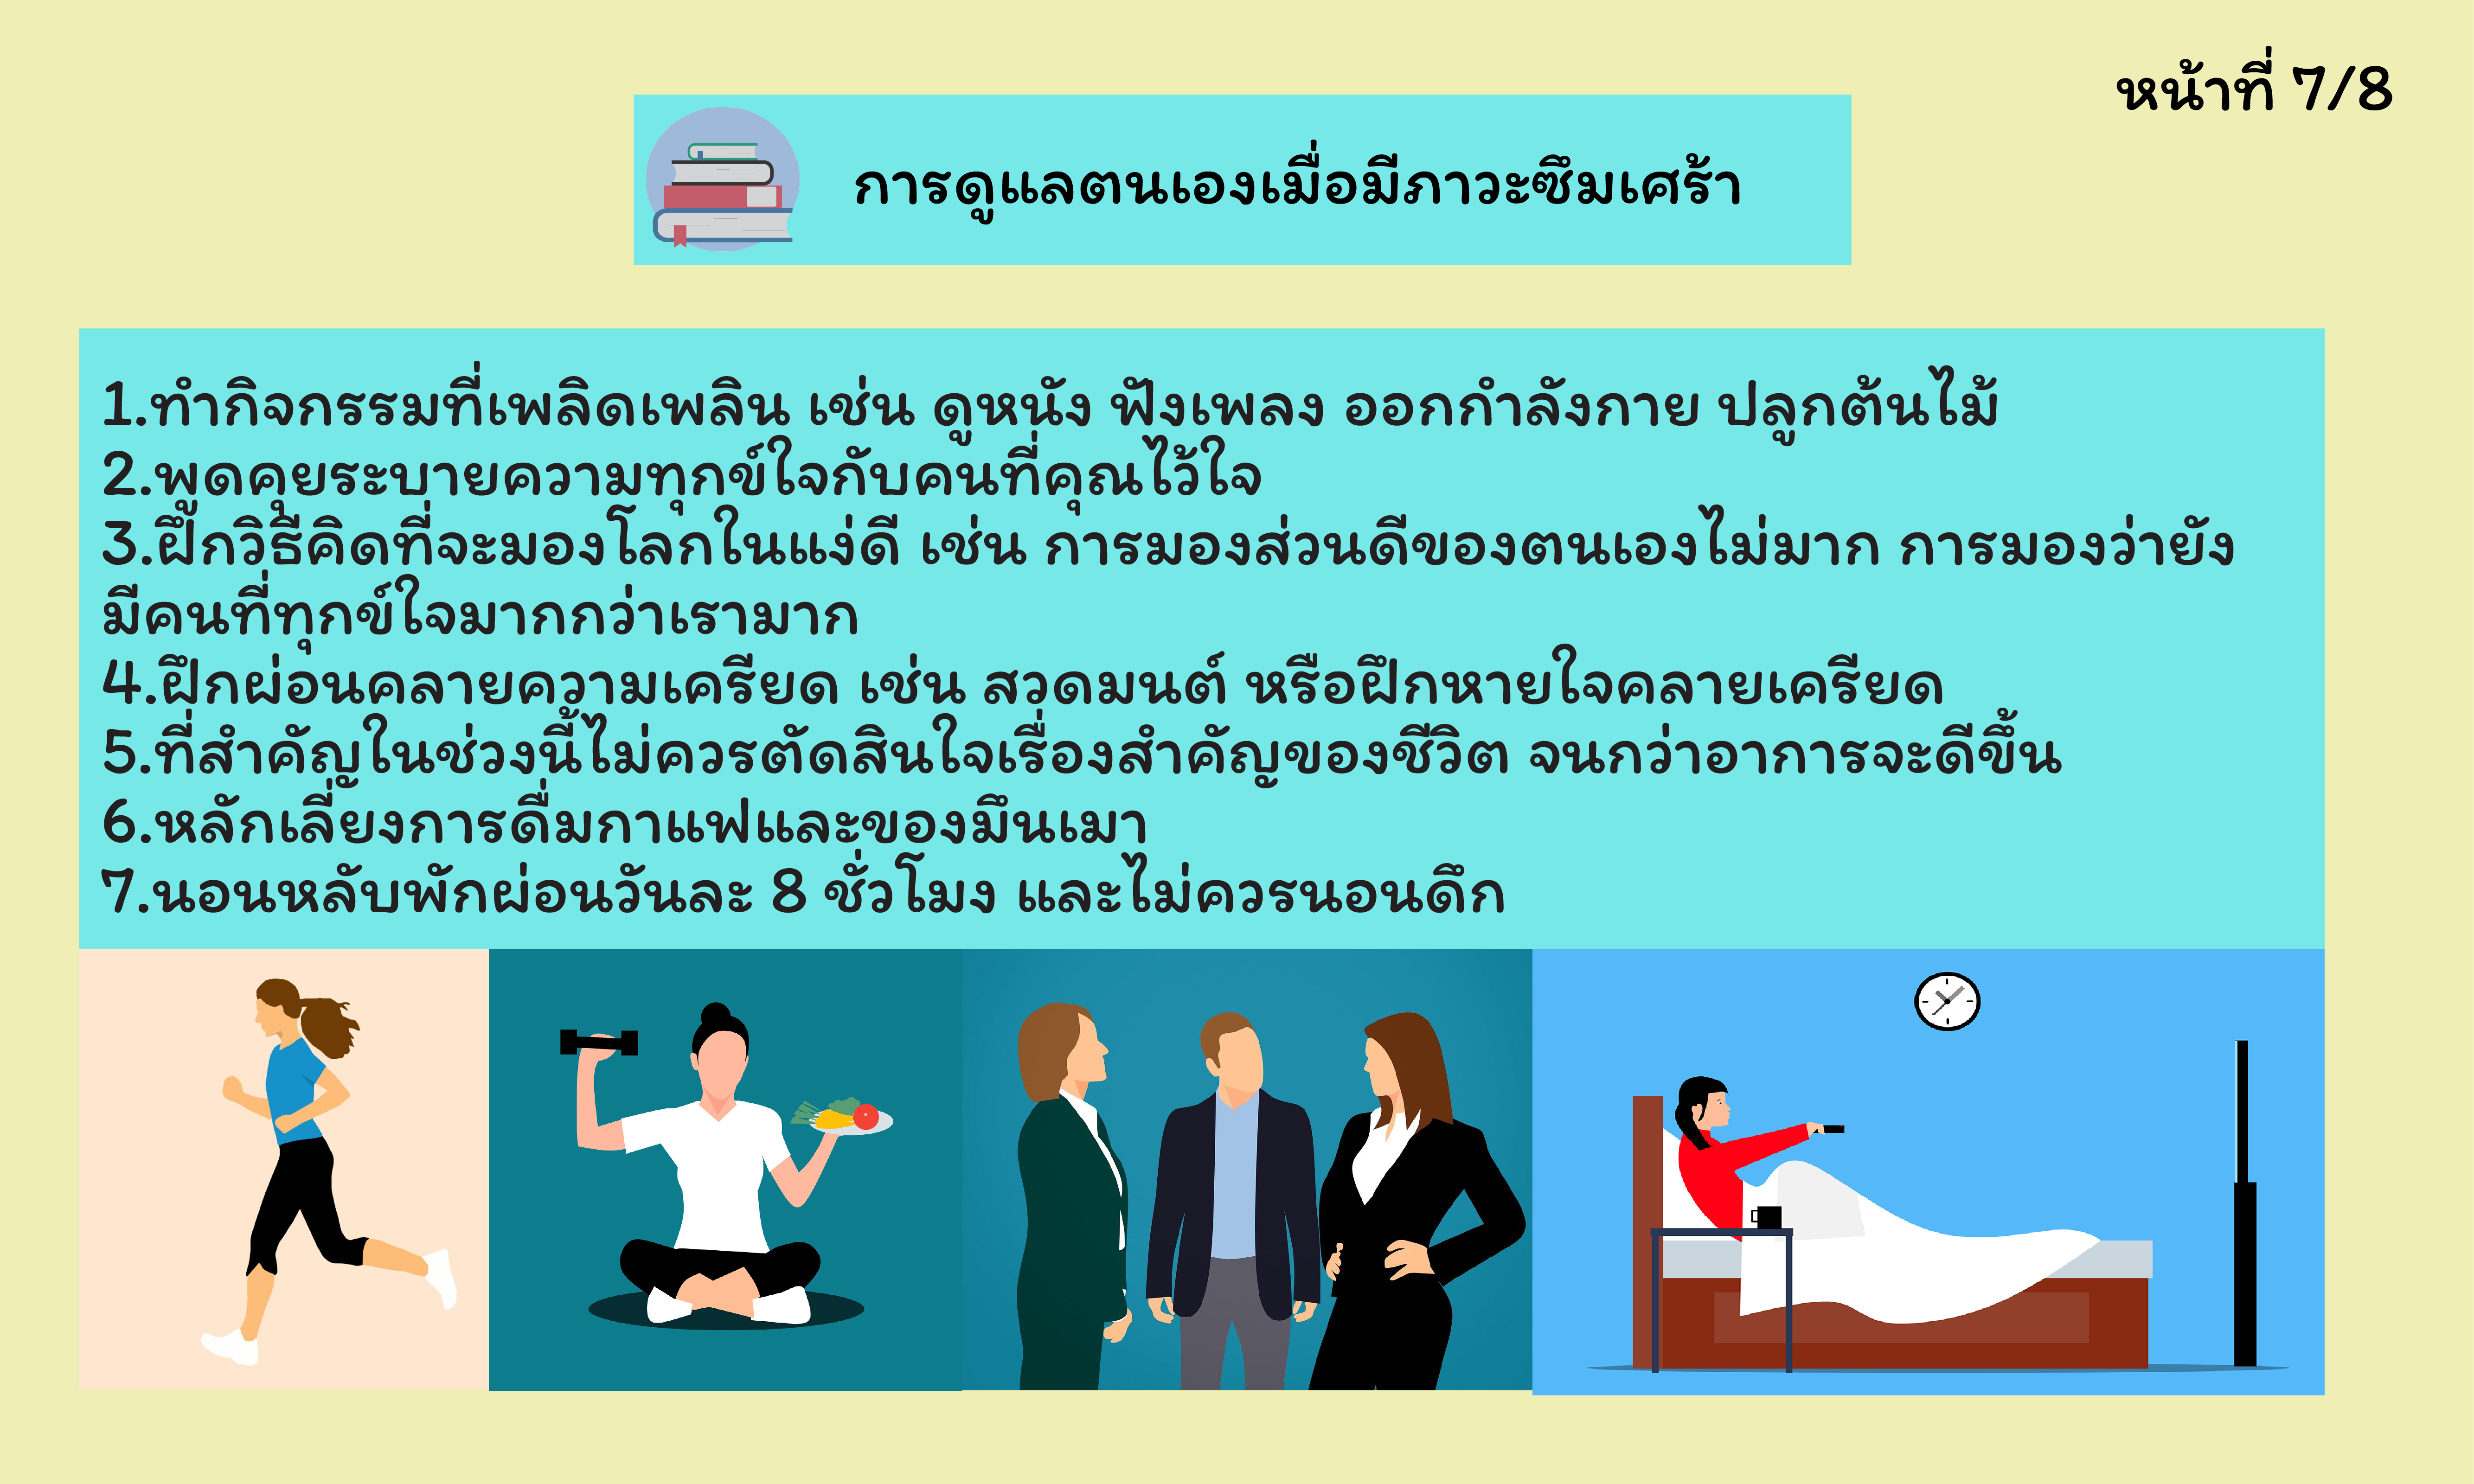 หน้าที่ 7/8
การดูแลตนเองเมื่อมีภาวะซึมเศร้า
1.ทำกิจกรรมที่เพลิดเพลิน เช่น ดูหนัง ฟังเพลง ออกกำลังกาย ปลูกต้นไม้
2.พูดคุยระบายความทุกข์ใจกับคนที่คุณไว้ใจ
3.ฝึกวิธีคิดที่จะมองโลกในแง่ดี เช่น การมองส่วนดีของตนเองไม่มาก การมองว่ายัง
มีคนที่ทุกข์ใจมากกว่าเรามาก
4.ฝึกผ่อนคลายความเครียด เช่น สวดมนต์ หรือฝึกหายใจคลายเครียด
5.ที่สำคัญในช่วงนี้ไม่ควรตัดสินใจเรื่องสำคัญของชีวิต จนกว่าอาการจะดีขึ้น
6.หลักเลี่ยงการดื่มกาแฟและของมึนเมา
7.นอนหลับพักผ่อนวันละ 8 ชั่วโมง และไม่ควรนอนดึก